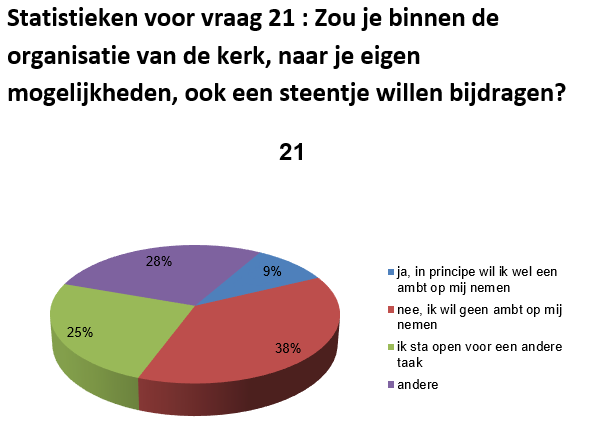 Statistieken voor vraag 21 : Zou je binnen de
organisatie van de kerk, naar je eigen
mogelijkheden, ook een steentje willen bijdragen?
21
28%
9%
25%
38%
ja, in principe wil ik wel een
ambt op mij nemen
nee, ik wil geen ambt op mij
nemen
ik sta open voor een andere
taak
andere